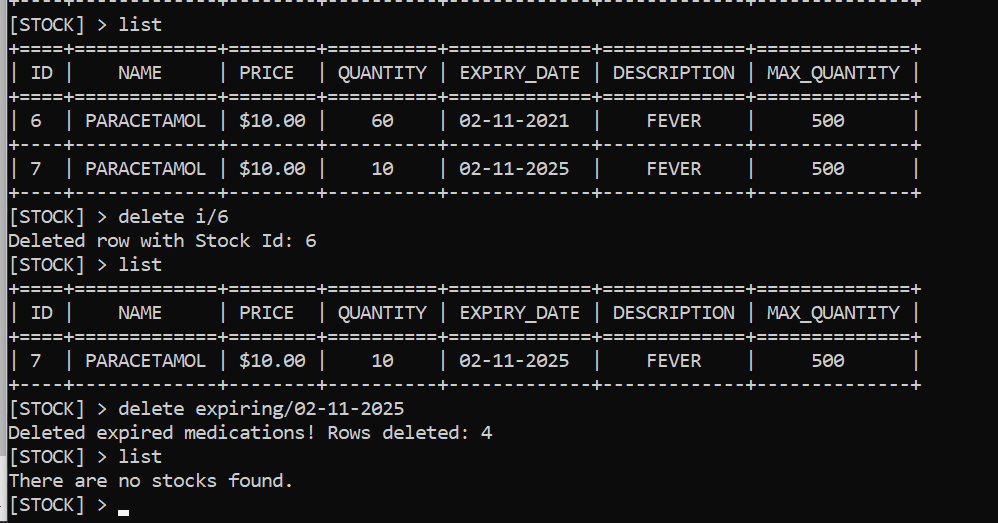 +----+-------------+--------+----------+-------------+-------------+--------------+
[STOCK] > list
+====+=============+========+==========+=============+=============+==============+
| ID |    NAME     | PRICE  | QUANTITY | EXPIRY_DATE | DESCRIPTION | MAX_QUANTITY |
+====+=============+========+==========+=============+=============+==============+
| 6  | PARACETAMOL | $10.00 |    60    | 02-11-2021  |    FEVER    |     500      |
+----+-------------+--------+----------+-------------+-------------+--------------+
| 7  | PARACETAMOL | $10.00 |    10    | 02-11-2025  |    FEVER    |     500      |
+----+-------------+--------+----------+-------------+-------------+--------------+
[STOCK] > delete i/6
Deleted row with Stock Id: 6
[STOCK] > list
+====+=============+========+==========+=============+=============+==============+
| ID |    NAME     | PRICE  | QUANTITY | EXPIRY_DATE | DESCRIPTION | MAX_QUANTITY |
+====+=============+========+==========+=============+=============+==============+
| 7  | PARACETAMOL | $10.00 |    10    | 02-11-2025  |    FEVER    |     500      |
+----+-------------+--------+----------+-------------+-------------+--------------+
[STOCK] > delete expiring/02-11-2025
Deleted expired medications! Rows deleted: 4
[STOCK] > list
There are no stocks found.
[STOCK] >